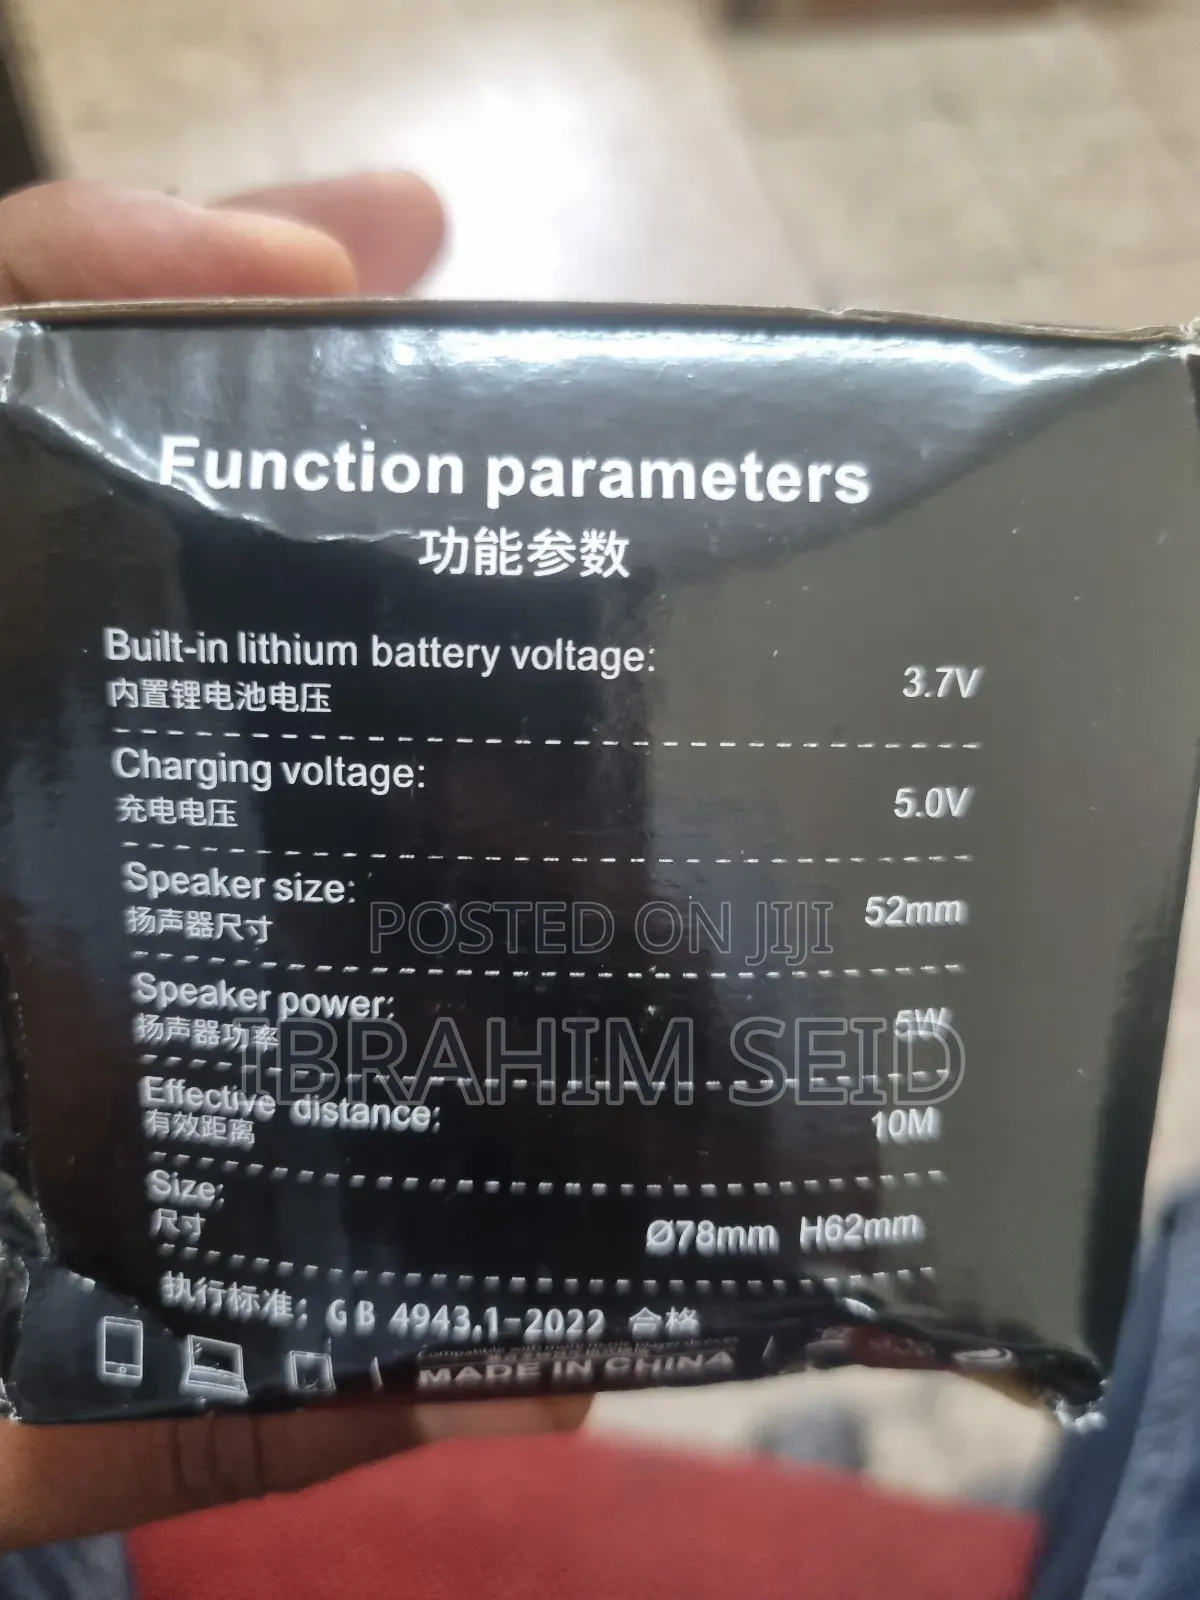 Function parameters
功能参数
Built-in lithium battery voltage:
内置锂电池电压
3.7V
Charging voltage:
充电电压
5.0V
Speaker size:
扬声器尺寸
52mm
POSTED ON JIJI
Speaker power:
扬声器功率
5W
IBRAHIM SEID
Effective distance:
有效距离
10M
Size:
尺寸
Ø78mm H62mm
执行标准: GB 4943.1-2022 合格
MADE IN CHINA